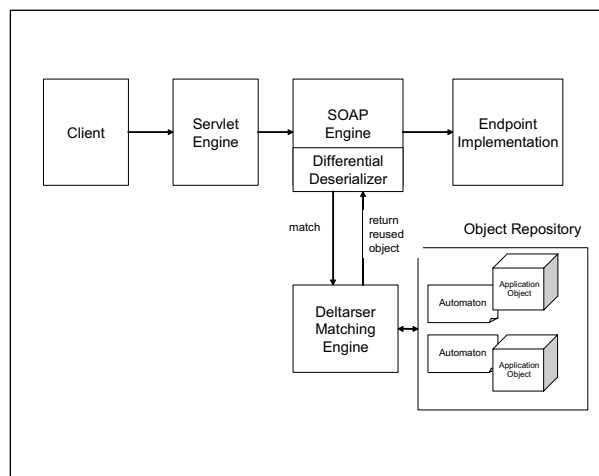 Client
Servlet
Engine
SOAP
Engine
Differential
Deserializer
Endpoint
Implementation
match
return
reused
object
Object Repository
Deltarser
Matching
Engine
Automaton
Application
Object
Automaton
Application
Object